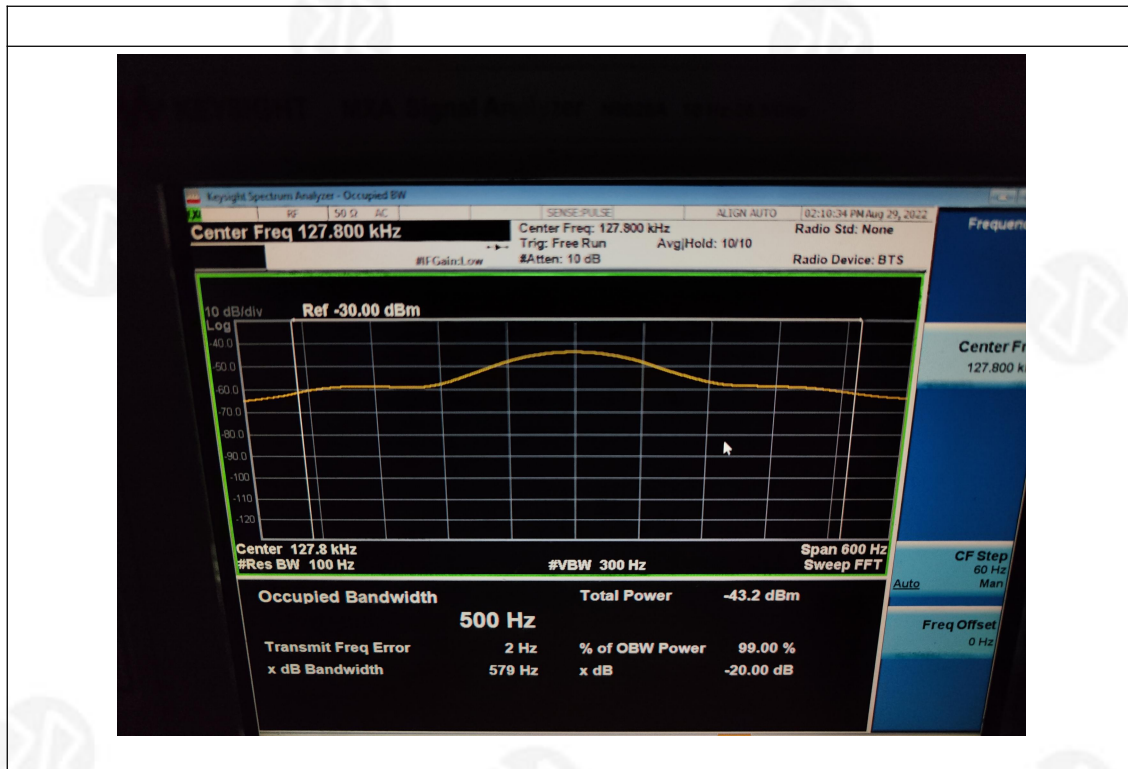 Keysight Spectrum Analyzer - Occupied BW
RF 50 Ω AC SENSE:PULSE ALIGN AUTO 02:10:34 PM Aug 29, 2022
Center Freq 127.800 kHz
Center Freq: 127.800 kHz Radio Std: None
Trig: Free Run Avg|Hold: 10/10
#IFGain:Low #Atten: 10 dB Radio Device: BTS
10 dB/div Ref -30.00 dBm
Log
-40.0
-50.0
-60.0
-70.0
-80.0
-90.0
-100
-110
-120
Center 127.8 kHz Span 600 Hz
#Res BW 100 Hz #VBW 300 Hz Sweep FFT
Occupied Bandwidth Total Power -43.2 dBm
500 Hz
Transmit Freq Error 2 Hz % of OBW Power 99.00 %
x dB Bandwidth 579 Hz x dB -20.00 dB
Frequen
Center Fr
127.800 k
CF Step
60 Hz
Auto Man
Freq Offset
0 Hz